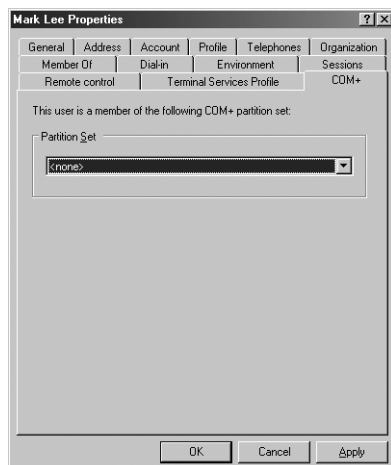 Mark Lee Properties
General Address Account Profile Telephones Organization
Member Of Dial-in Environment Sessions
Remote control Terminal Services Profile COM+
This user is a member of the following COM+ partition set:
Partition Set
<none>
OK Cancel Apply